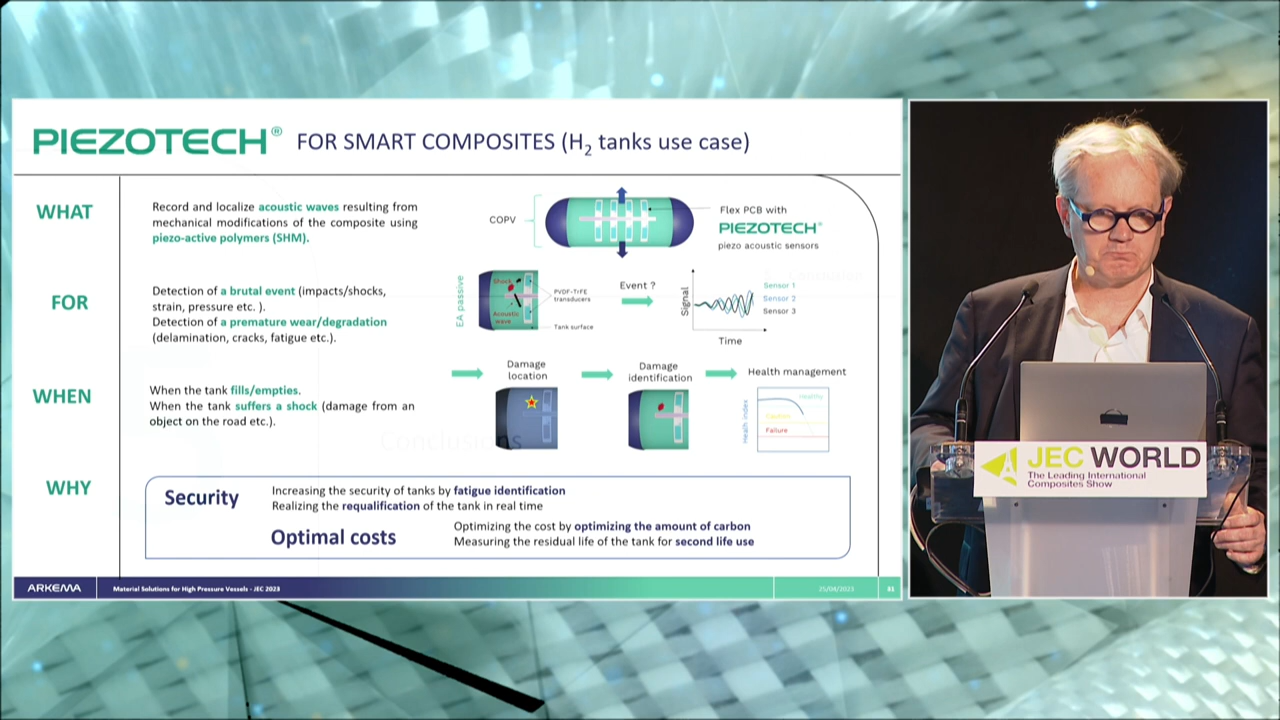 PIEZOTECH® FOR SMART COMPOSITES (H2 tanks use case)
WHAT
Record and localize acoustic waves resulting from
mechanical modifications of the composite using
piezo-active polymers (SHM).
COPV
Flex PCB with
PIEZOTECH®
piezo acoustic sensors
FOR
Detection of a brutal event (impacts/shocks,
strain, pressure etc. ).
Detection of a premature wear/degradation
(delamination, cracks, fatigue etc.).
EA passive
Shock
Acoustic
wave
PVDF-TrFE
transducers
Tank surface
Event ?
Signal
Time
Sensor 1
Sensor 2
Sensor 3
Conclusion
WHEN
When the tank fills/empties.
When the tank suffers a shock (damage from an
object on the road etc.).
Damage
location
Damage
identification
Health management
Health index
Healthy
Caution
Failure
Conclusions
WHY
Security
Increasing the security of tanks by fatigue identification
Realizing the requalification of the tank in real time
Optimal costs
Optimizing the cost by optimizing the amount of carbon
Measuring the residual life of the tank for second life use
ARKEMA
Material Solutions for High Pressure Vessels - JEC 2023
25/04/2023
31
JEC WORLD
The Leading International
Composites Show